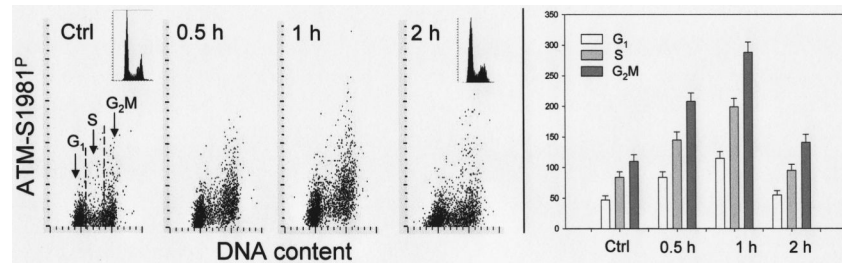 Ctrl
0.5 h
1 h
2 h
G₁
S
G₂M
ATM-S1981ᴾ
DNA content
350
300
250
200
150
100
50
0
G₁
S
G₂M
Ctrl
0.5 h
1 h
2 h